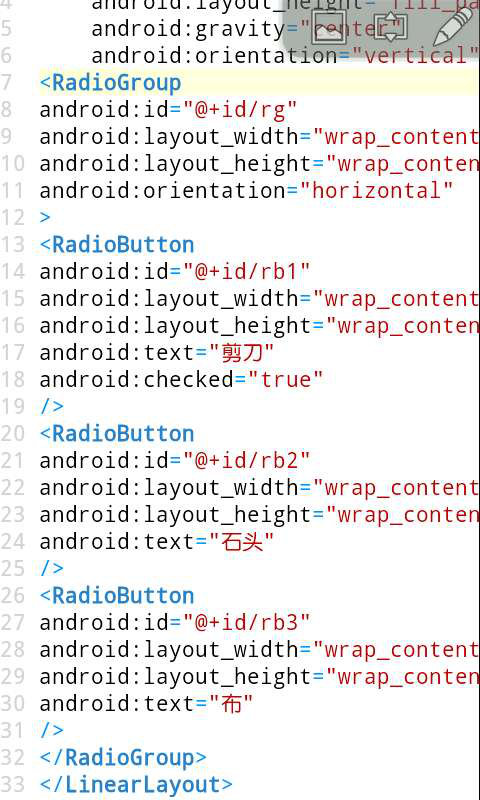 4 android:layout_height="fill_pa
5 android:gravity="center"
6 android:orientation="vertical"
7 <RadioGroup
8 android:id="@+id/rg"
9 android:layout_width="wrap_content
10 android:layout_height="wrap_conten
11 android:orientation="horizontal"
12 >
13 <RadioButton
14 android:id="@+id/rb1"
15 android:layout_width="wrap_content
16 android:layout_height="wrap_conten
17 android:text="剪刀"
18 android:checked="true"
19 />
20 <RadioButton
21 android:id="@+id/rb2"
22 android:layout_width="wrap_content
23 android:layout_height="wrap_conten
24 android:text="石头"
25 />
26 <RadioButton
27 android:id="@+id/rb3"
28 android:layout_width="wrap_content
29 android:layout_height="wrap_conten
30 android:text="布"
31 />
32 </RadioGroup>
33 </LinearLayout>